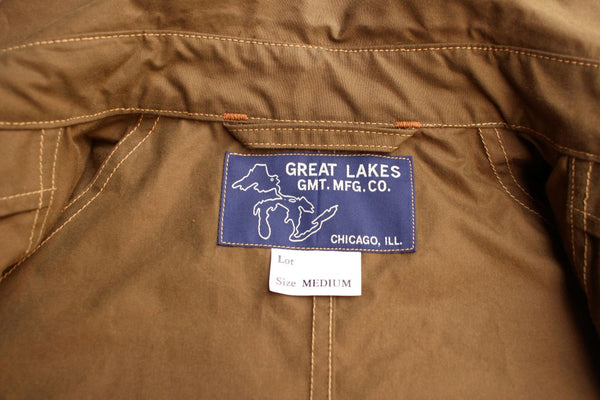 GREAT LAKES
GMT. MFG. CO.
CHICAGO, ILL.
Lot
Size MEDIUM